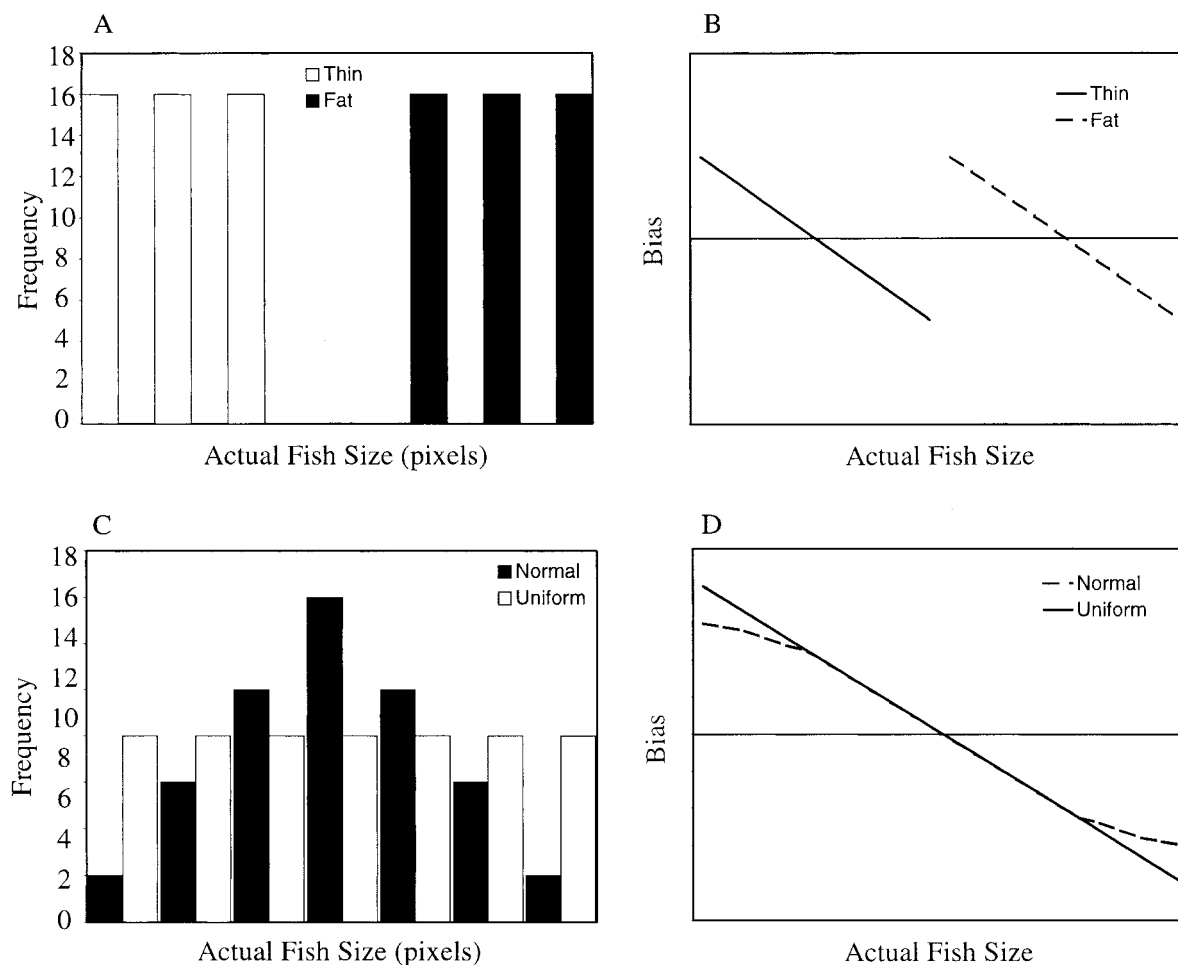 A
18
16
14
12
10
8
6
4
2
0
Frequency
Thin
Fat
Actual Fish Size (pixels)
B
Bias
Thin
Fat
Actual Fish Size
C
18
16
14
12
10
8
6
4
2
0
Frequency
Normal
Uniform
Actual Fish Size (pixels)
D
Bias
Normal
Uniform
Actual Fish Size